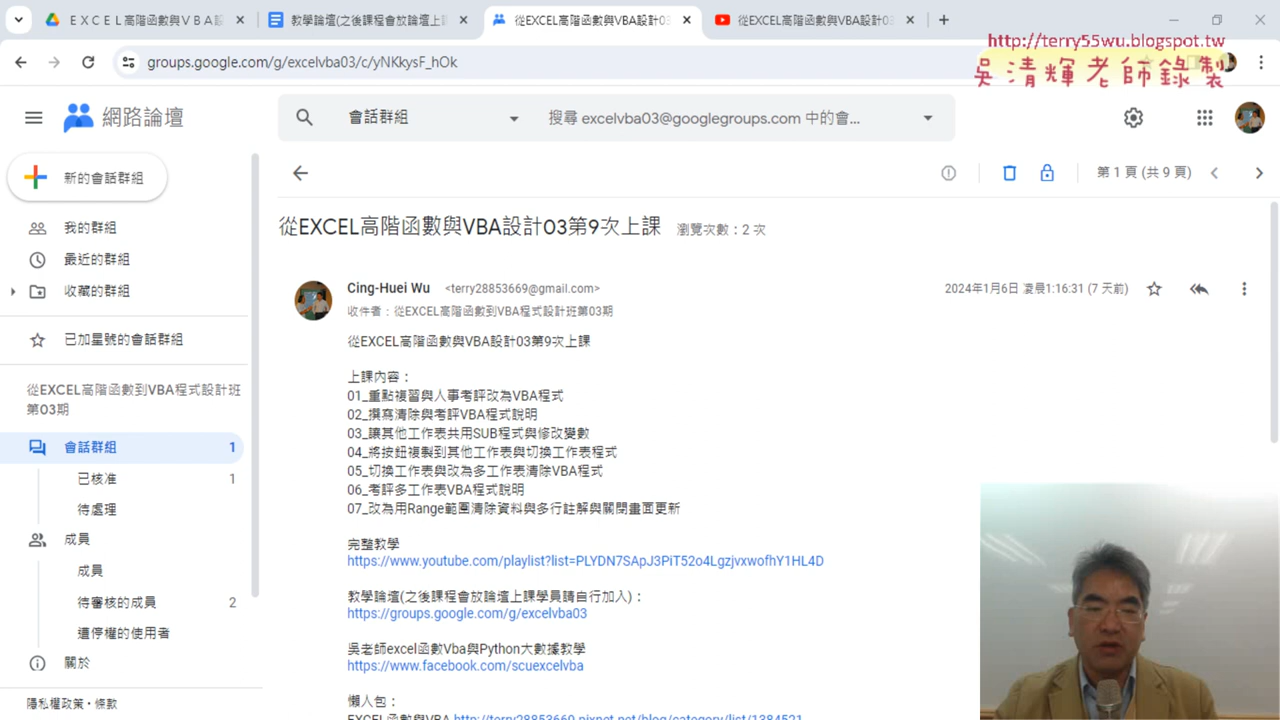 E X C E L 高 階 函 數 與 V B A 設
教學論壇(之後課程會放論壇上課
從EXCEL高階函數與VBA設計03
從EXCEL高階函數與VBA設計03
http://terry55wu.blogspot.tw
吳清輝老師錄製
groups.google.com/g/excelvba03/c/yNKkysF_hOk
網路論壇
會話群組
搜尋 excelvba03@googlegroups.com 中的會...
新的會話群組
第 1 頁 (共 9 頁)
我的群組
最近的群組
收藏的群組
已加星號的會話群組
從EXCEL高階函數到VBA程式設計班
第03期
會話群組 1
已核准 1
待處理
成員
成員
待審核的成員 2
遭停權的使用者
關於
隱私權政策 • 條款
從EXCEL高階函數與VBA設計03第9次上課 瀏覽次數：2 次
Cing-Huei Wu <terry28853669@gmail.com>
2024年1月6日 凌晨1:16:31 (7 天前)
收件者：從EXCEL高階函數到VBA程式設計班第03期
從EXCEL高階函數與VBA設計03第9次上課
上課內容：
01_重點複習與人事考評改為VBA程式
02_撰寫清除與考評VBA程式說明
03_讓其他工作表共用SUB程式與修改變數
04_將按鈕複製到其他工作表與切換工作表程式
05_切換工作表與改為多工作表清除VBA程式
06_考評多工作表VBA程式說明
07_改為用Range範圍清除資料與多行註解與關閉畫面更新
完整教學
https://www.youtube.com/playlist?list=PLYDN7SApJ3PiT52o4LgzjvxwofhY1HL4D
教學論壇(之後課程會放論壇上課學員請自行加入)：
https://groups.google.com/g/excelvba03
吳老師excel函數Vba與Python大數據教學
https://www.facebook.com/scuexcelvba
懶人包：
EXCEL函數與VBA http://terry28853669.pixnet.net/blog/category/list/1384521